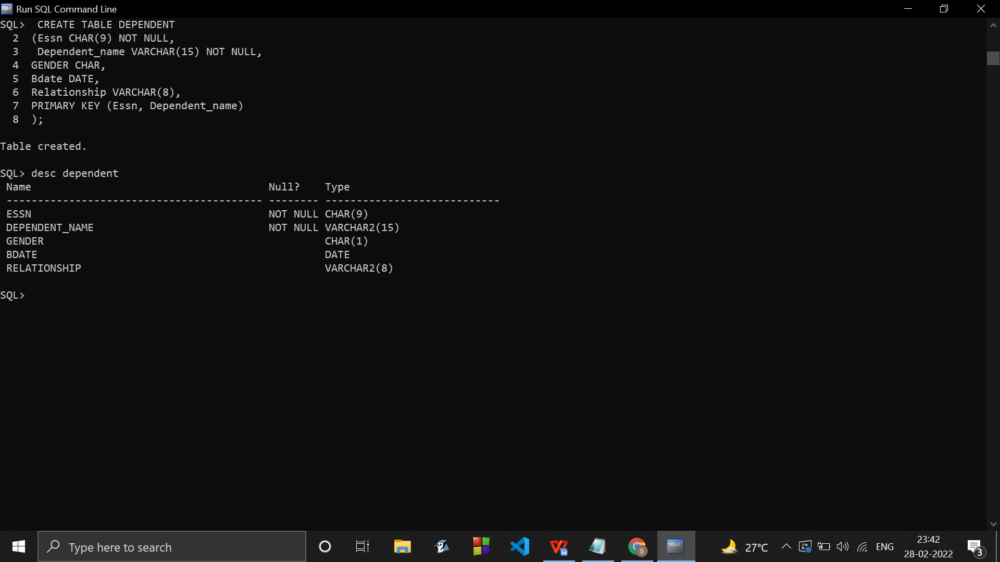 Run SQL Command Line
SQL>  CREATE TABLE DEPENDENT
  2  (Essn CHAR(9) NOT NULL,
  3   Dependent_name VARCHAR(15) NOT NULL,
  4  GENDER CHAR,
  5  Bdate DATE,
  6  Relationship VARCHAR(8),
  7  PRIMARY KEY (Essn, Dependent_name)
  8  );
Table created.
SQL> desc dependent
 Name                                      Null?    Type
 ----------------------------------------- -------- ----------------------------
 ESSN                                      NOT NULL CHAR(9)
 DEPENDENT_NAME                            NOT NULL VARCHAR2(15)
 GENDER                                             CHAR(1)
 BDATE                                              DATE
 RELATIONSHIP                                       VARCHAR2(8)
SQL>
Type here to search
27°C
ENG
23:42
28-02-2022
3